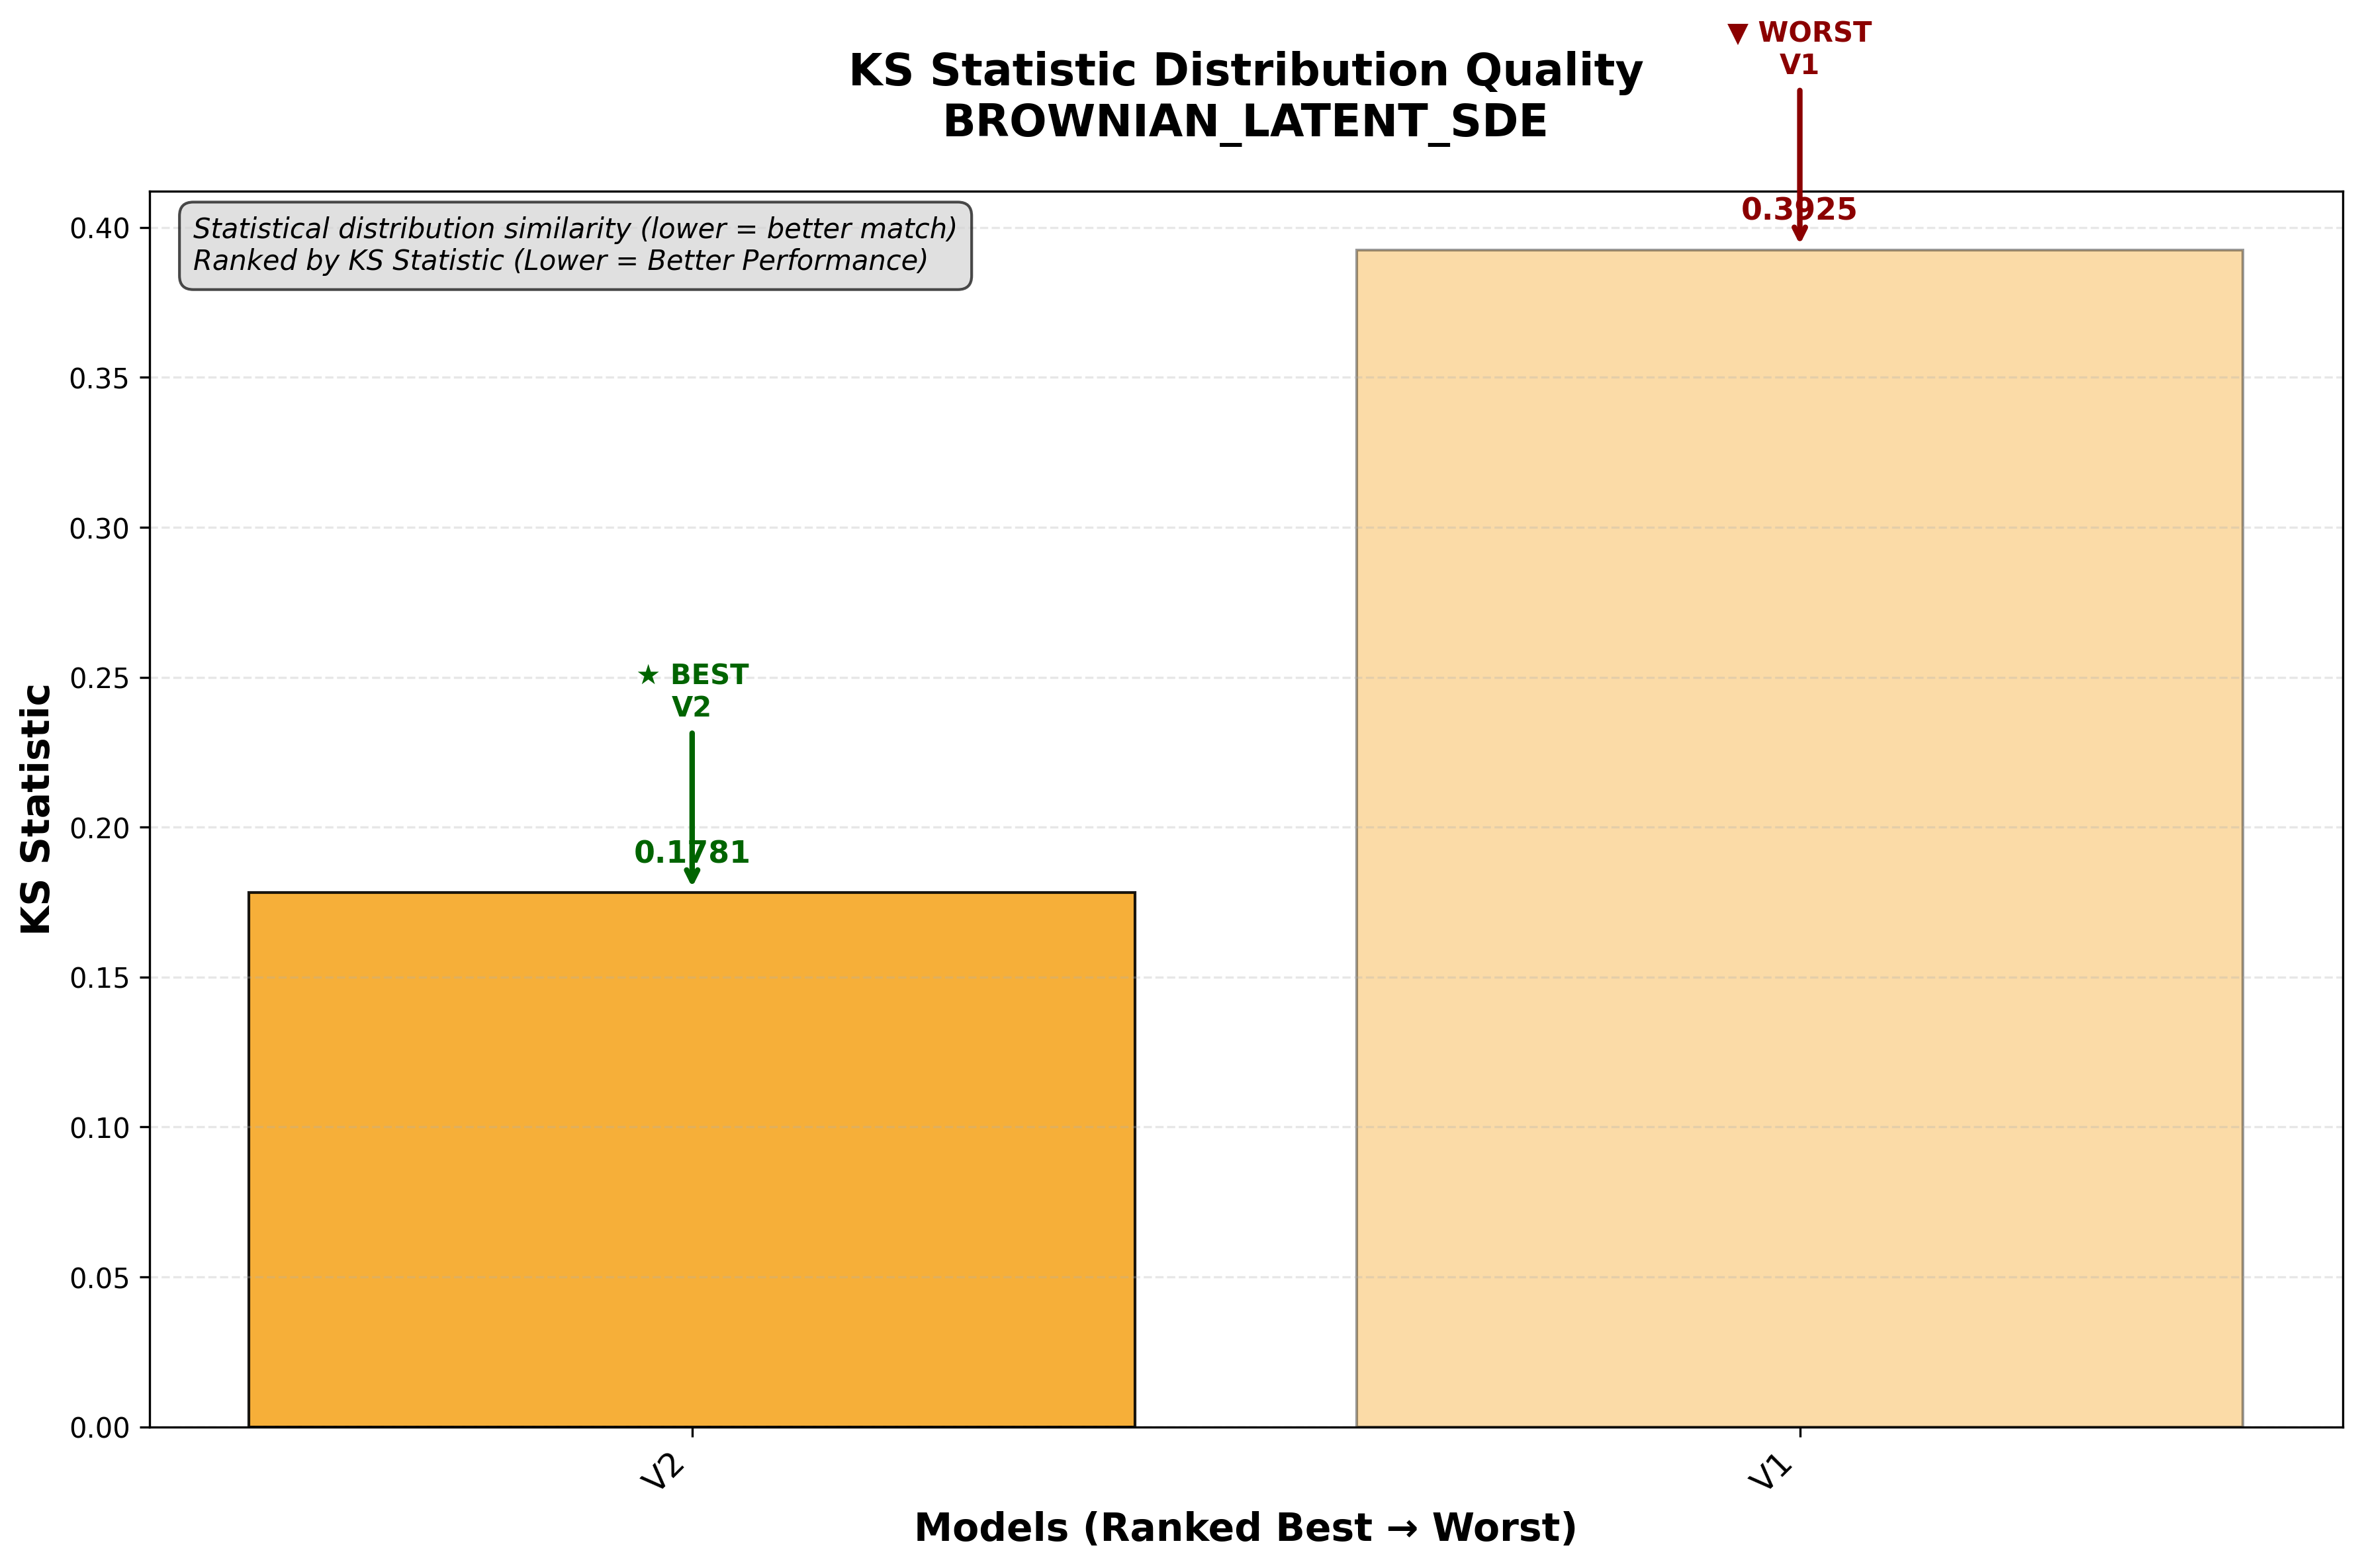 ▼ WORST
V1
KS Statistic Distribution Quality
BROWNIAN_LATENT_SDE
Statistical distribution similarity (lower = better match)
Ranked by KS Statistic (Lower = Better Performance)
0.3925
★ BEST
V2
0.1781
KS Statistic
0.40
0.35
0.30
0.25
0.20
0.15
0.10
0.05
0.00
V2
V1
Models (Ranked Best → Worst)